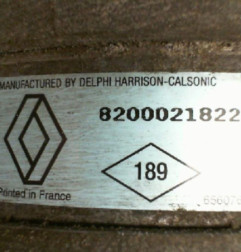 MANUFACTURED BY DELPHI HARRISON-CALSONIC
8200021822
189
Printed in France